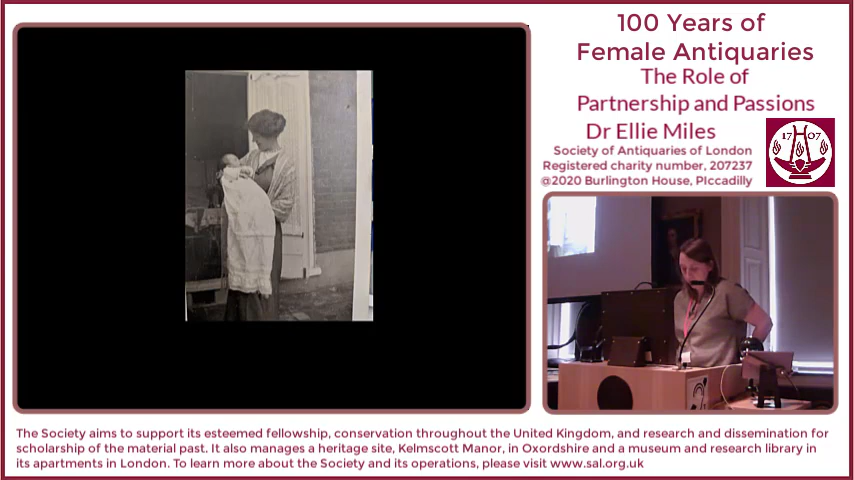 100 Years of
Female Antiquaries
The Role of
Partnership and Passions
Dr Ellie Miles
Society of Antiquaries of London
Registered charity number, 207237
@2020 Burlington House, PIccadilly
17 07
The Society aims to support its esteemed fellowship, conservation throughout the United Kingdom, and research and dissemination for
scholarship of the material past. It also manages a heritage site, Kelmscott Manor, in Oxordshire and a museum and research library in
its apartments in London. To learn more about the Society and its operations, please visit www.sal.org.uk